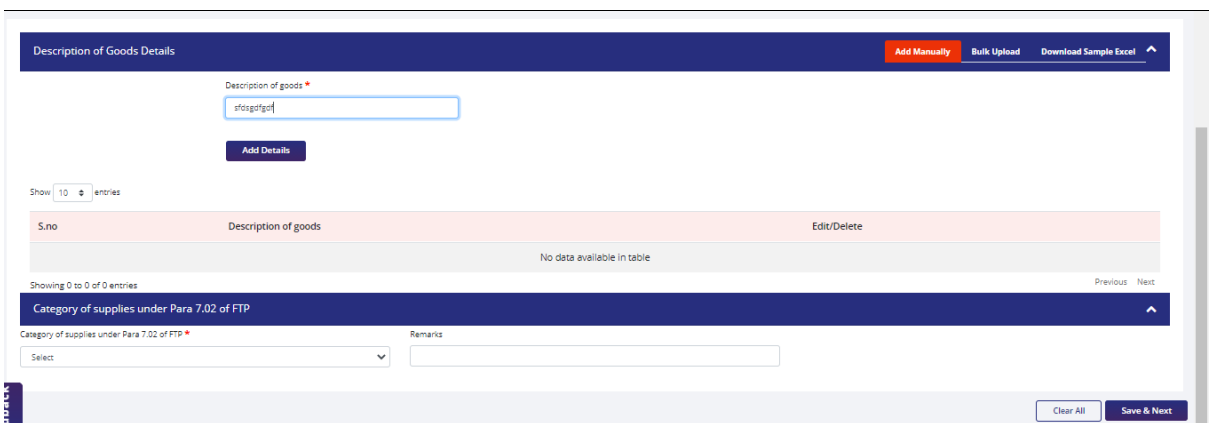 Description of Goods Details Add Manually Bulk Upload Download Sample Excel
Description of goods *
sfdsgdfgdf
Add Details
Show 10 entries
S.no Description of goods Edit/Delete
No data available in table
Showing 0 to 0 of 0 entries Previous Next
Category of supplies under Para 7.02 of FTP
Category of supplies under Para 7.02 of FTP * Remarks
Select
Clear All Save & Next